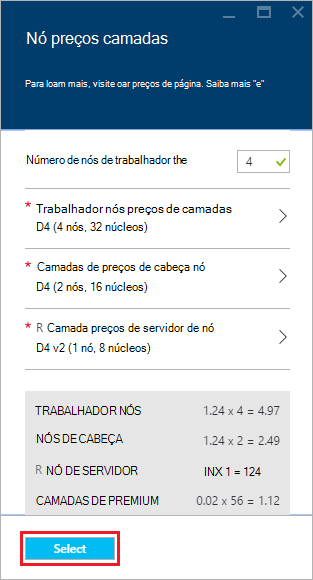 Nó preços camadas
Para loam mais, visite oar preços de página. Saiba mais "e"
Número de nós de trabalhador the 4
* Trabalhador nós preços de camadas
D4 (4 nós, 32 núcleos)
* Camadas de preços de cabeça nó
D4 (2 nós, 16 núcleos)
* R Camada preços de servidor de nó
D4 v2 (1 nó, 8 núcleos)
TRABALHADOR NÓS 1.24 x 4 = 4.97
NÓS DE CABEÇA 1.24 x 2 = 2.49
R NÓ DE SERVIDOR INX 1 = 124
CAMADAS DE PREMIUM 0.02 x 56 = 1.12
Select